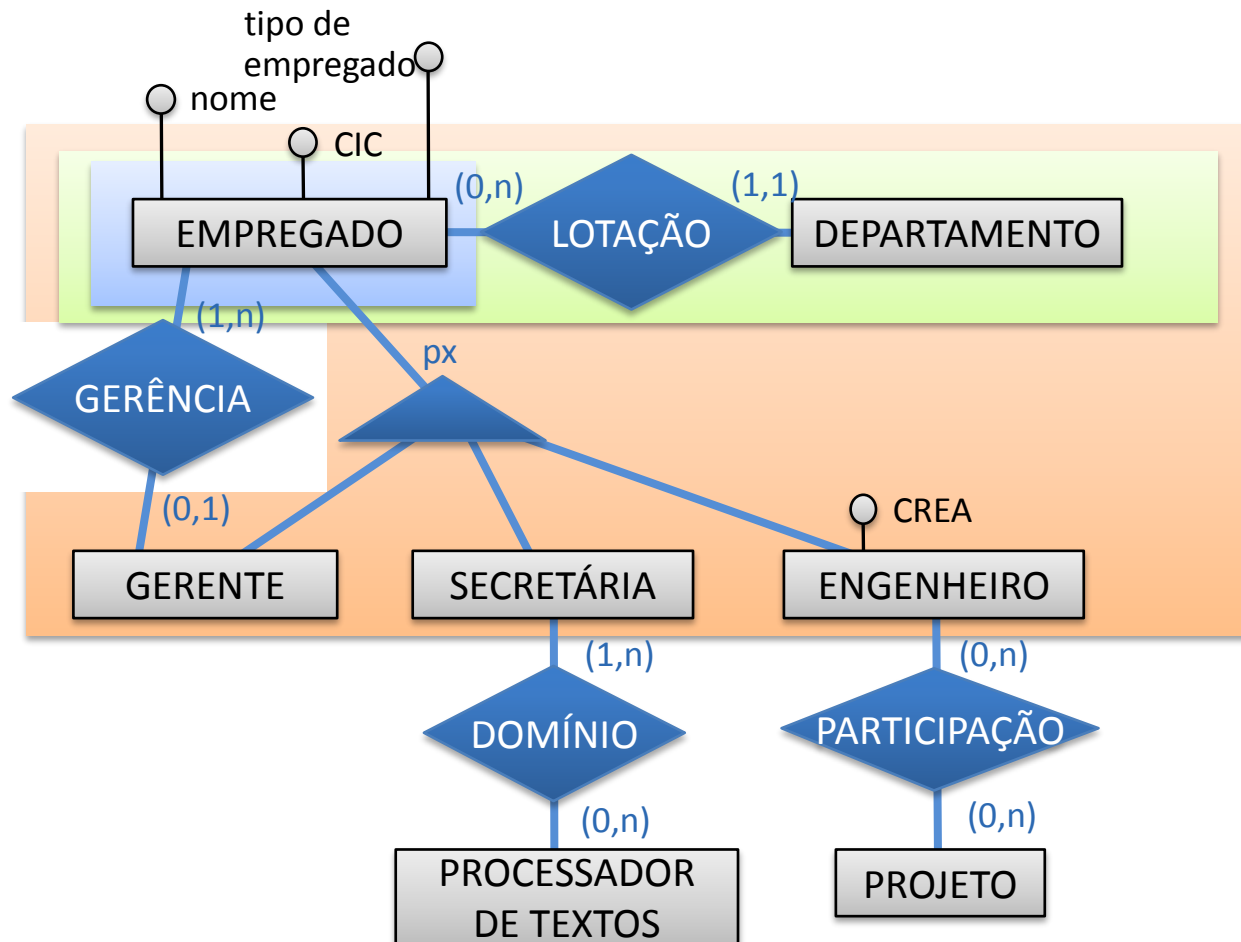 tipo de
empregado
nome
CIC
(0,n)
(1,1)
EMPREGADO
LOTAÇÃO
DEPARTAMENTO
(1,n)
px
GERÊNCIA
(0,1)
CREA
GERENTE
SECRETÁRIA
ENGENHEIRO
(1,n)
(0,n)
DOMÍNIO
PARTICIPAÇÃO
(0,n)
(0,n)
PROCESSADOR
DE TEXTOS
PROJETO